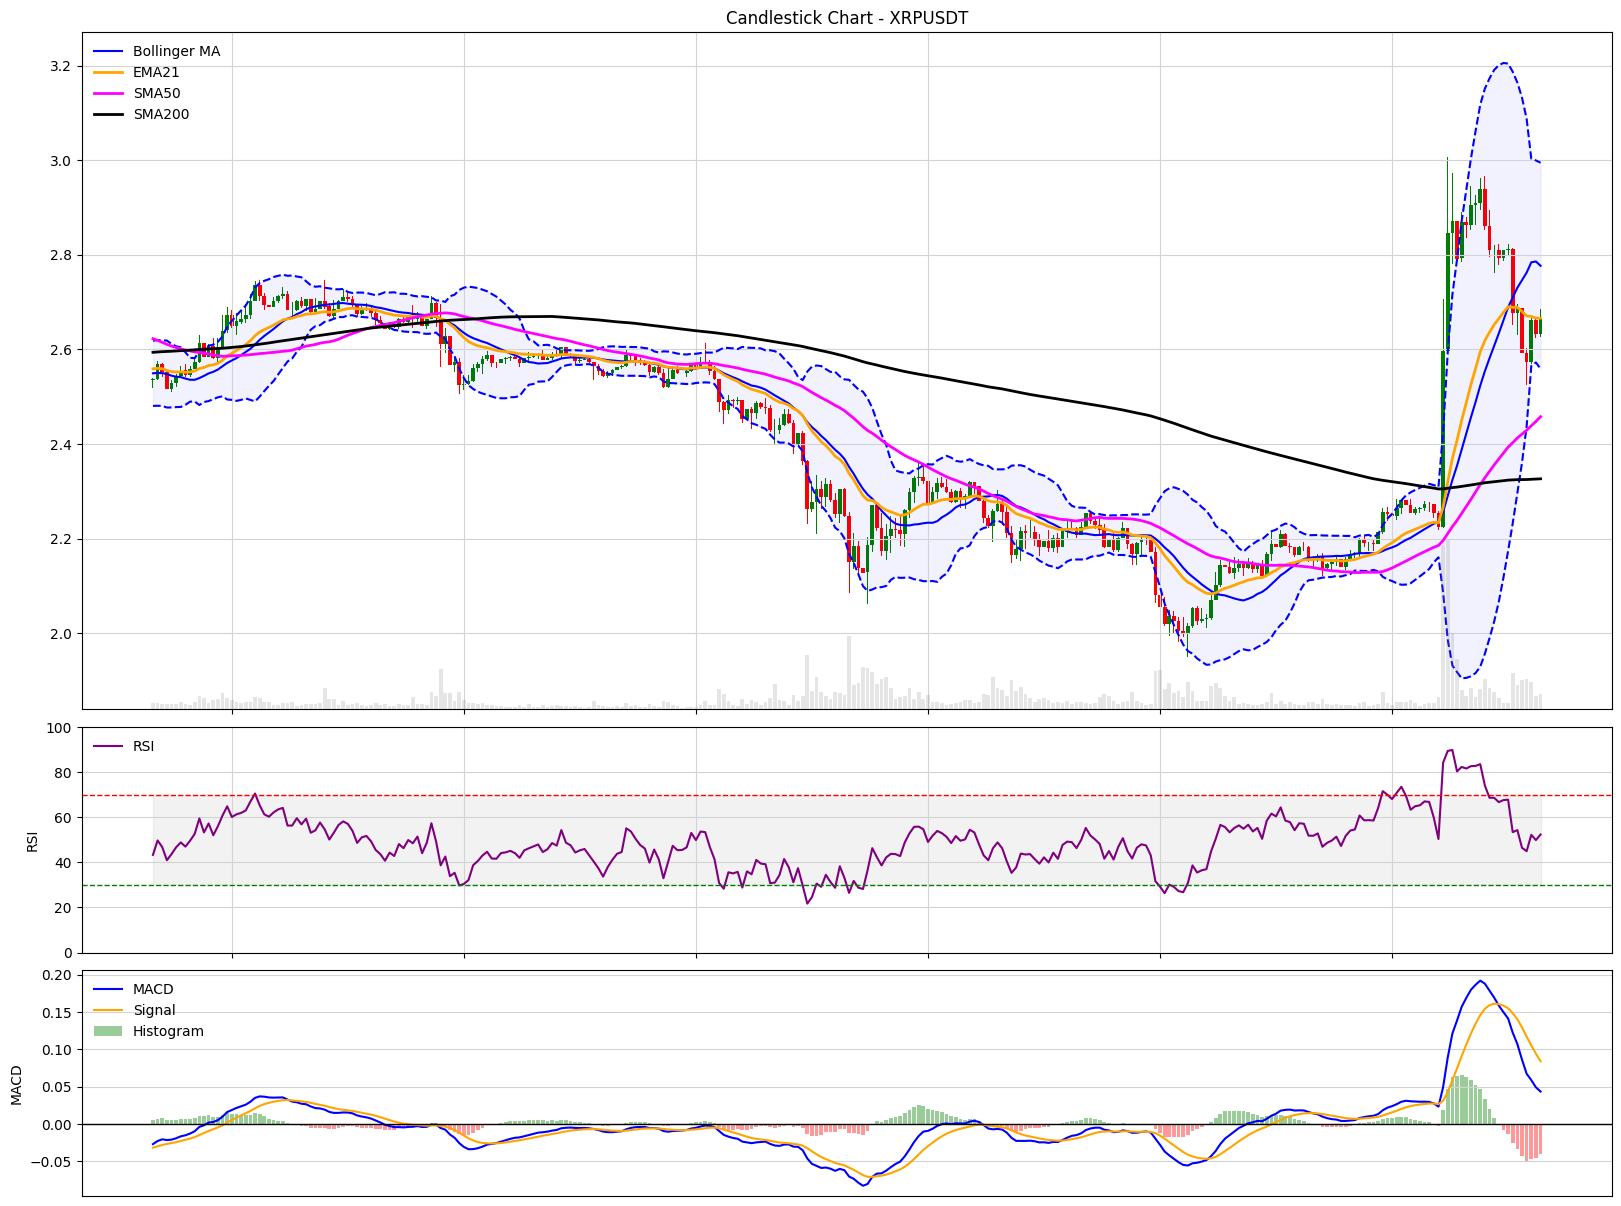 Candlestick Chart - XRPUSDT
Bollinger MA
EMA21
SMA50
SMA200
3.2
3.0
2.8
2.6
2.4
2.2
2.0
RSI
RSI
100
80
60
40
20
0
MACD
MACD
Signal
Histogram
0.20
0.15
0.10
0.05
0.00
−0.05